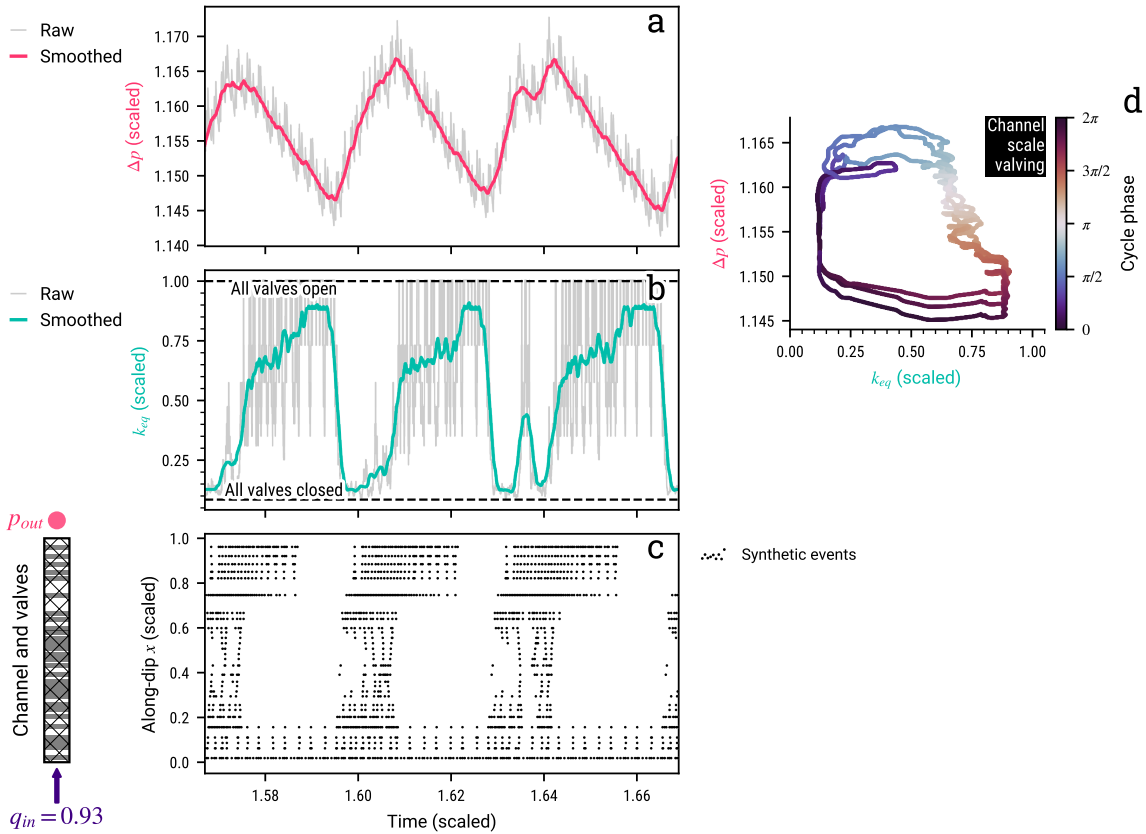 a
Raw
Smoothed
Δp (scaled)
1.170
1.165
1.160
1.155
1.150
1.145
1.140
b
Raw
Smoothed
k_eq (scaled)
1.00
0.75
0.50
0.25
All valves open
All valves closed
c
Along-dip x (scaled)
1.0
0.8
0.6
0.4
0.2
0.0
1.58
1.60
1.62
1.64
1.66
Time (scaled)
Synthetic events
p_out
Channel and valves
q_in = 0.93
d
Channel
scale
valving
Δp (scaled)
1.165
1.160
1.155
1.150
1.145
0.00
0.25
0.50
0.75
1.00
k_eq (scaled)
2π
3π/2
π
π/2
0
Cycle phase